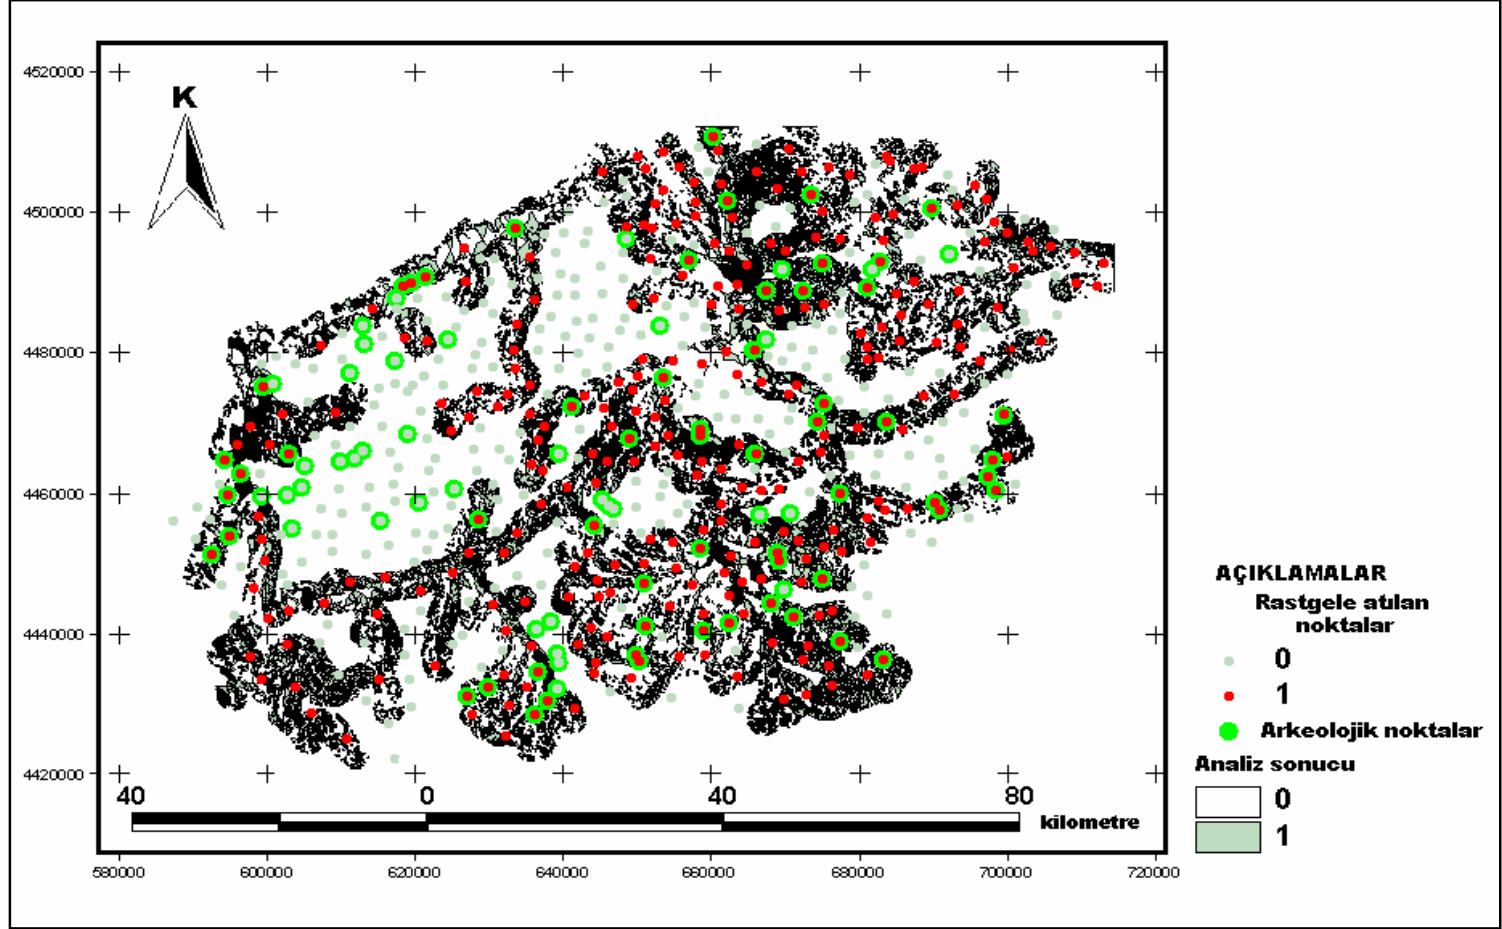 4520000
4500000
4480000
4460000
4440000
4420000
K
40 0 40 80
kilometre
580000 600000 620000 640000 660000 680000 700000 720000
AÇIKLAMALAR
Rastgele atılan
noktalar
0
1
Arkeolojik noktalar
Analiz sonucu
0
1